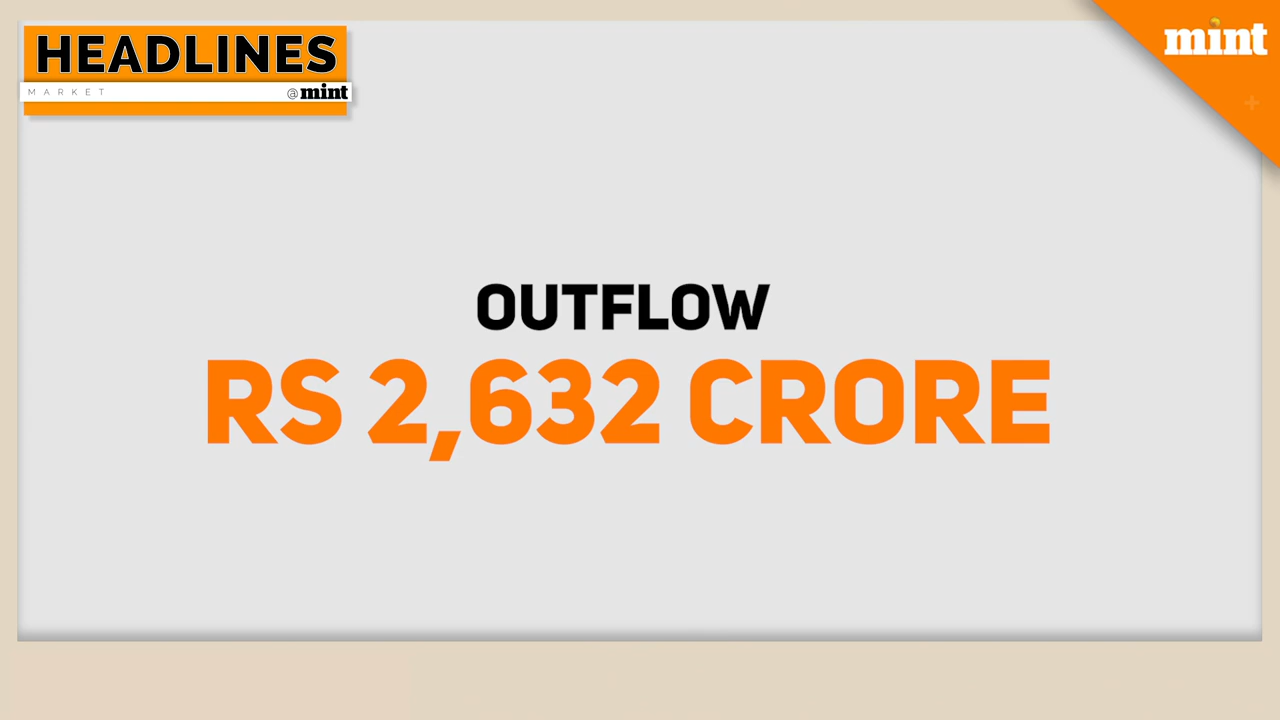 HEADLINES
MARKET
@mint
mint
OUTFLOW
RS 2,632 CRORE